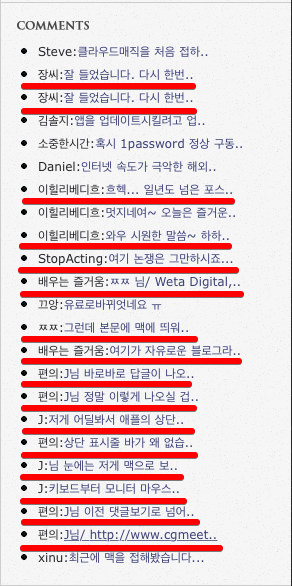 COMMENTS
Steve:클라우드매직을 처음 접하..
장씨:잘 들었습니다. 다시 한번..
장씨:잘 들었습니다. 다시 한번..
김솔지:앱을 업데이트시킬려고 업..
소중한시간:혹시 1password 정상 구동..
Daniel:인터넷 속도가 극악한 해외..
이힐리베디흐:흐헥... 일년도 넘은 포스..
이힐리베디흐:멋지네여~ 오늘은 즐거운..
이힐리베디흐:와우 시원한 말씀~ 하하..
StopActing:여기 논쟁은 그만하시죠...
배우는 즐거움:ㅉㅉ 님/ Weta Digital,..
끄앙:유료로바뀌엇네요 ㅠ
ㅉㅉ:그런데 본문에 맥에 띄워..
배우는 즐거움:여기가 자유로운 블로그라..
편의:J님 바로바로 답글이 나오..
편의:J님 정말 이렇게 나오실 겁..
J:저게 어딜봐서 애플의 상단..
편의:상단 표시줄 바가 왜 없습..
J:님 눈에는 저게 맥으로 보..
J:키보드부터 모니터 마우스..
편의:J님 이전 댓글보기로 넘어..
편의:J님/ http://www.cgmeet..
xinu:최근에 맥을 접해봤습니다...